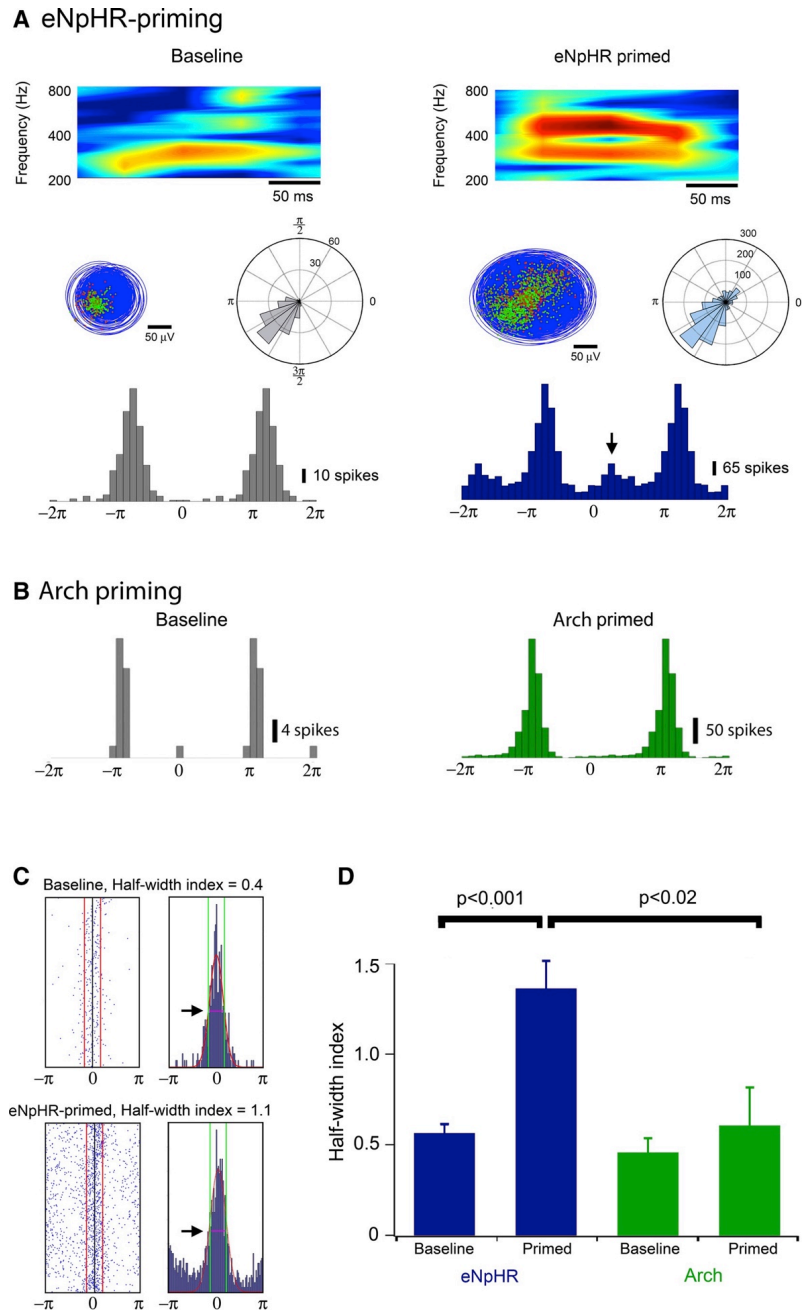 A eNpHR-priming
Baseline
eNpHR primed
Frequency (Hz)
800
400
200
50 ms
Frequency (Hz)
800
400
200
50 ms
π/2
60
30
π
0
3π/2
50 μV
300
200
100
π
0
50 μV
10 spikes
−2π −π 0 π 2π
65 spikes
−2π −π 0 π 2π
B Arch priming
Baseline
Arch primed
4 spikes
−2π −π 0 π 2π
50 spikes
−2π −π 0 π 2π
C
Baseline, Half-width index = 0.4
−π 0 π −π 0 π
eNpHR-primed, Half-width index = 1.1
−π 0 π −π 0 π
D
p<0.001
p<0.02
Half-width index
1.5
1.0
0.5
0
Baseline Primed Baseline Primed
eNpHR Arch